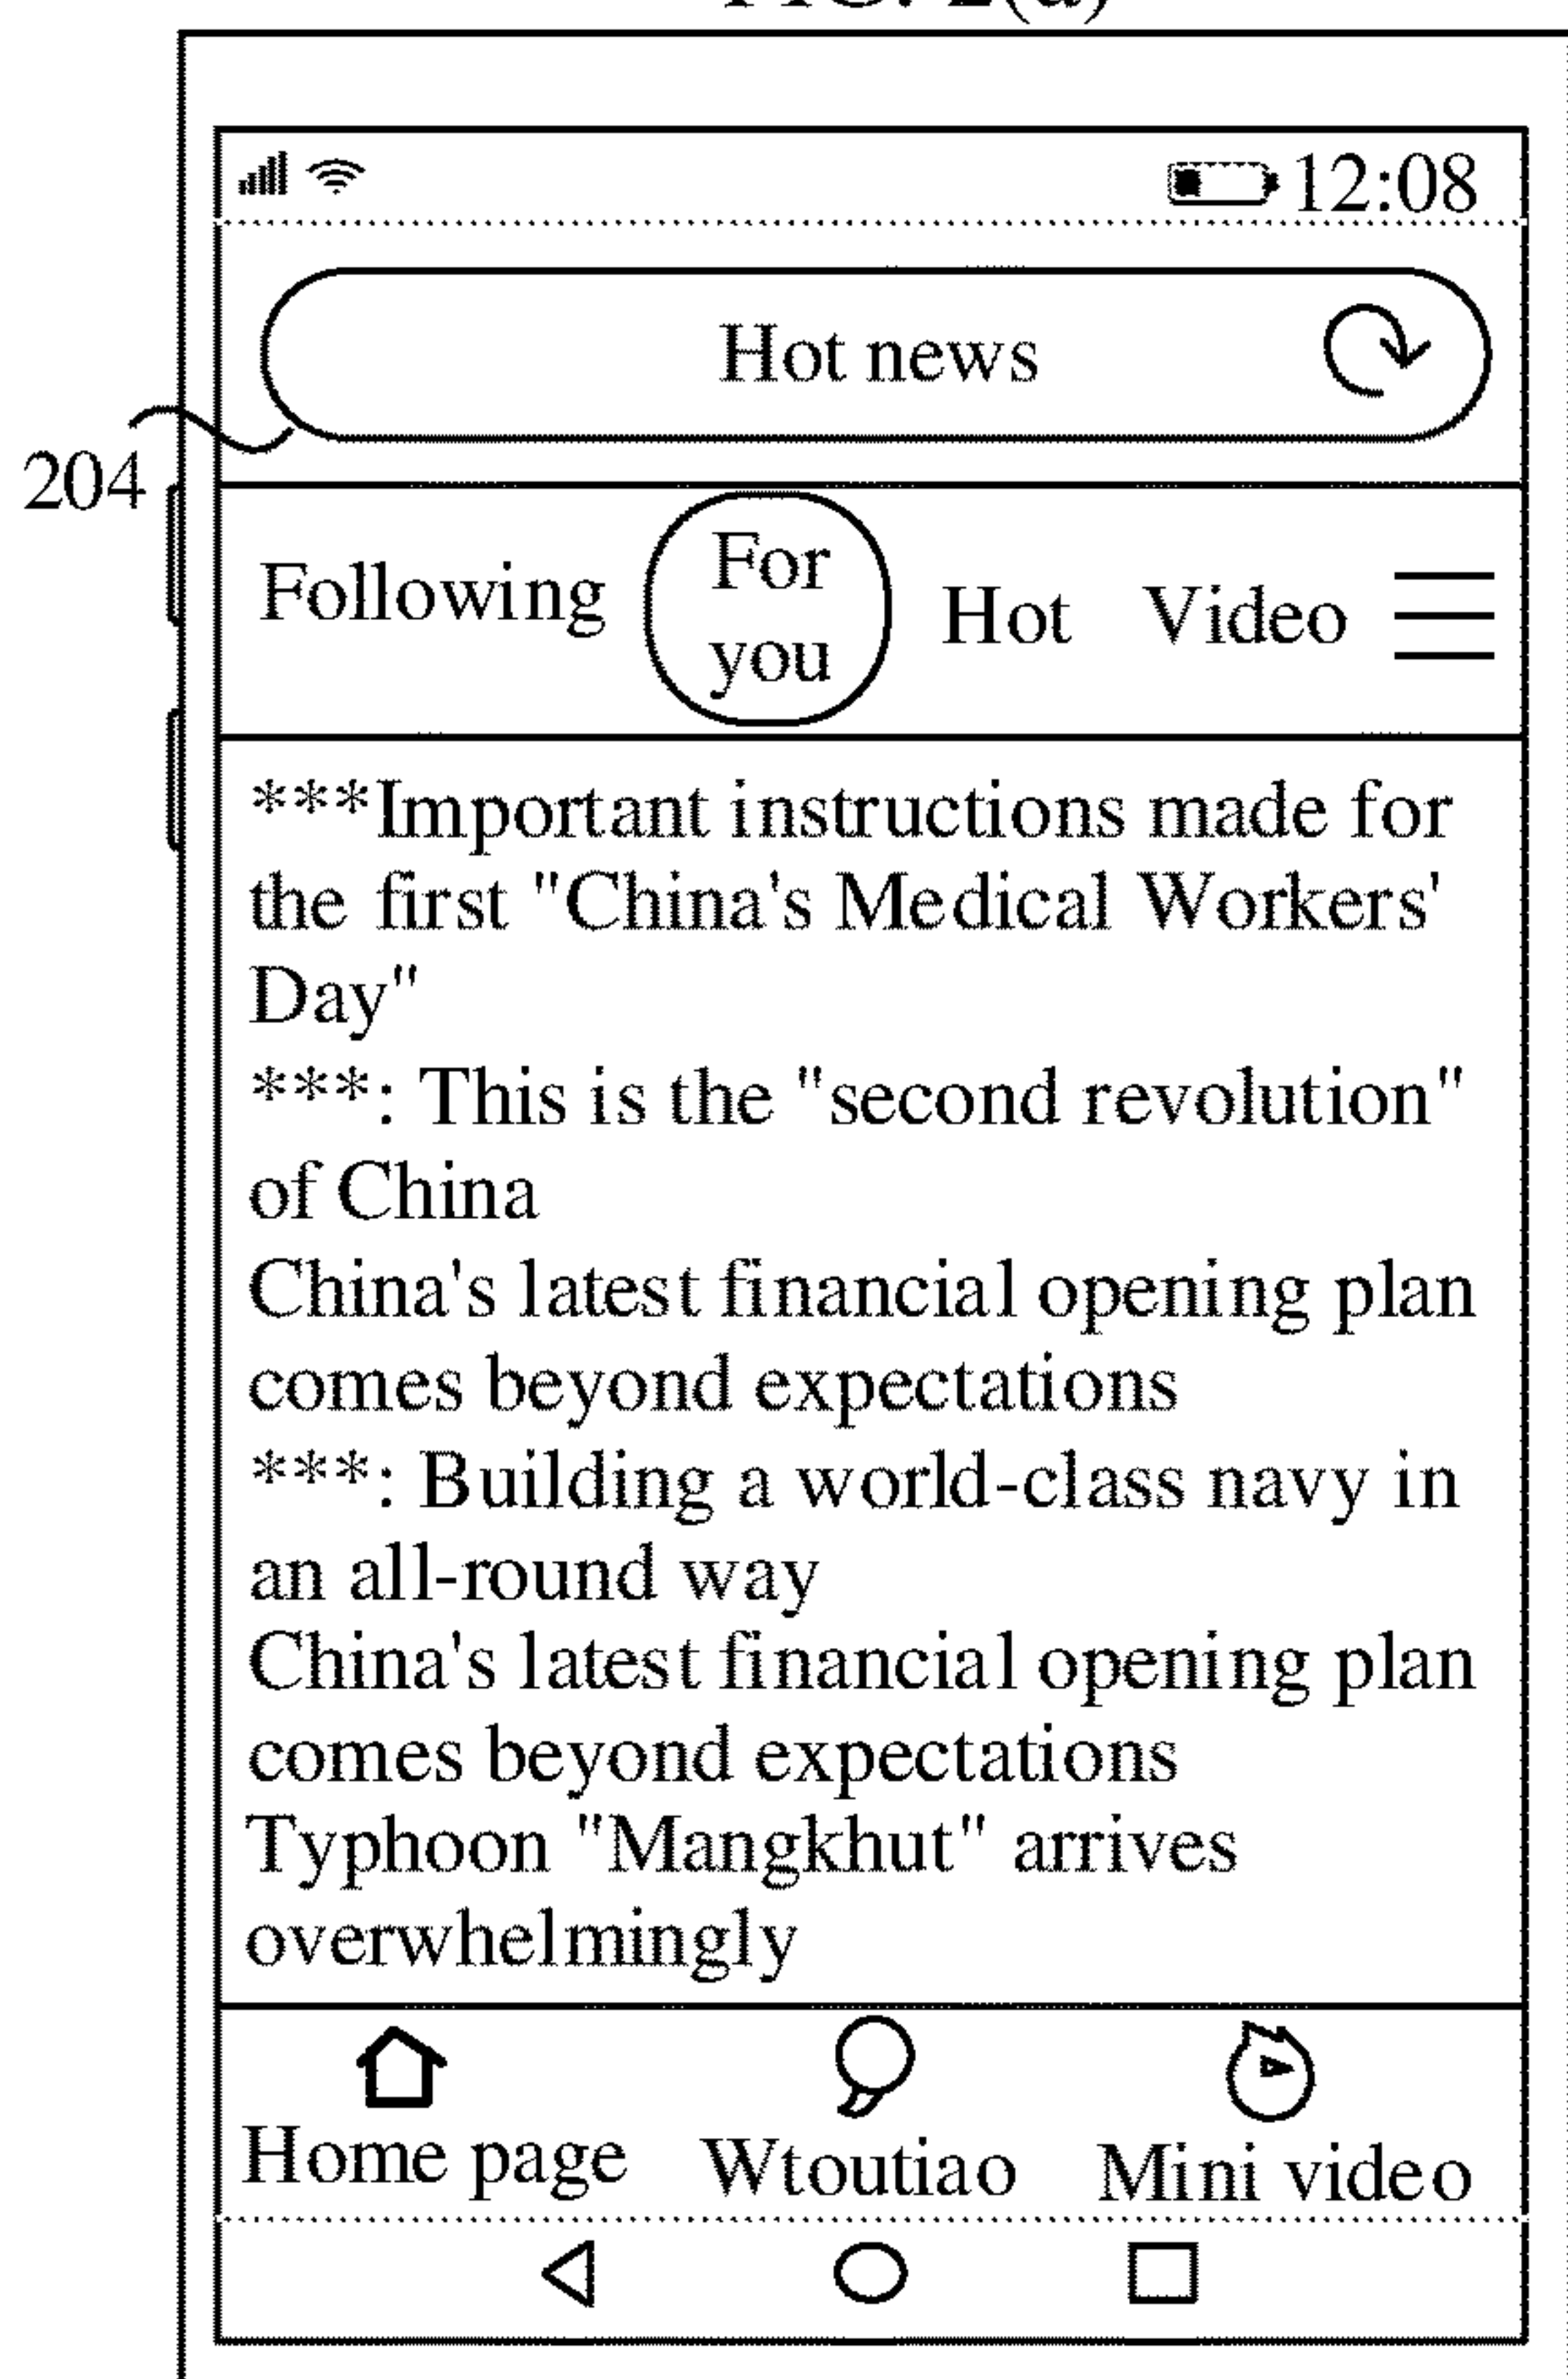 12:08
Hot news
204
Following For you Hot Video
***Important instructions made for
the first "China's Medical Workers'
Day"
***: This is the "second revolution"
of China
China's latest financial opening plan
comes beyond expectations
***: Building a world-class navy in
an all-round way
China's latest financial opening plan
comes beyond expectations
Typhoon "Mangkhut" arrives
overwhelmingly
Home page Wtoutiao Mini video